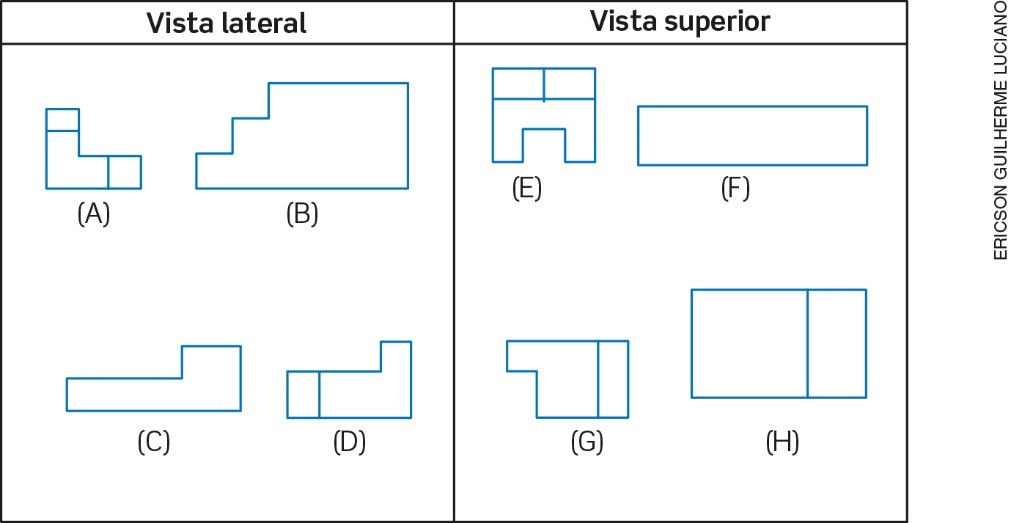 Vista lateral
Vista superior
(A)
(B)
(E)
(F)
(C)
(D)
(G)
(H)
ERICSON GUILHERME LUCIANO